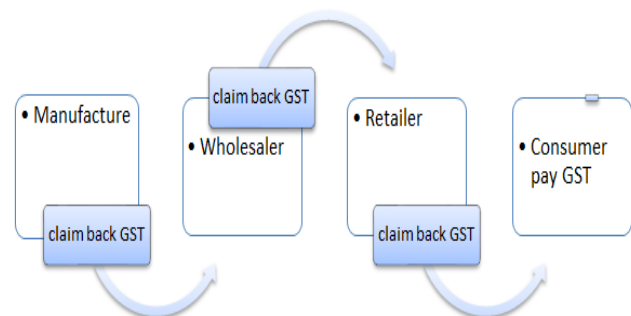 • Manufacture
claim back GST
claim back GST
• Wholesaler
• Retailer
claim back GST
• Consumer
pay GST